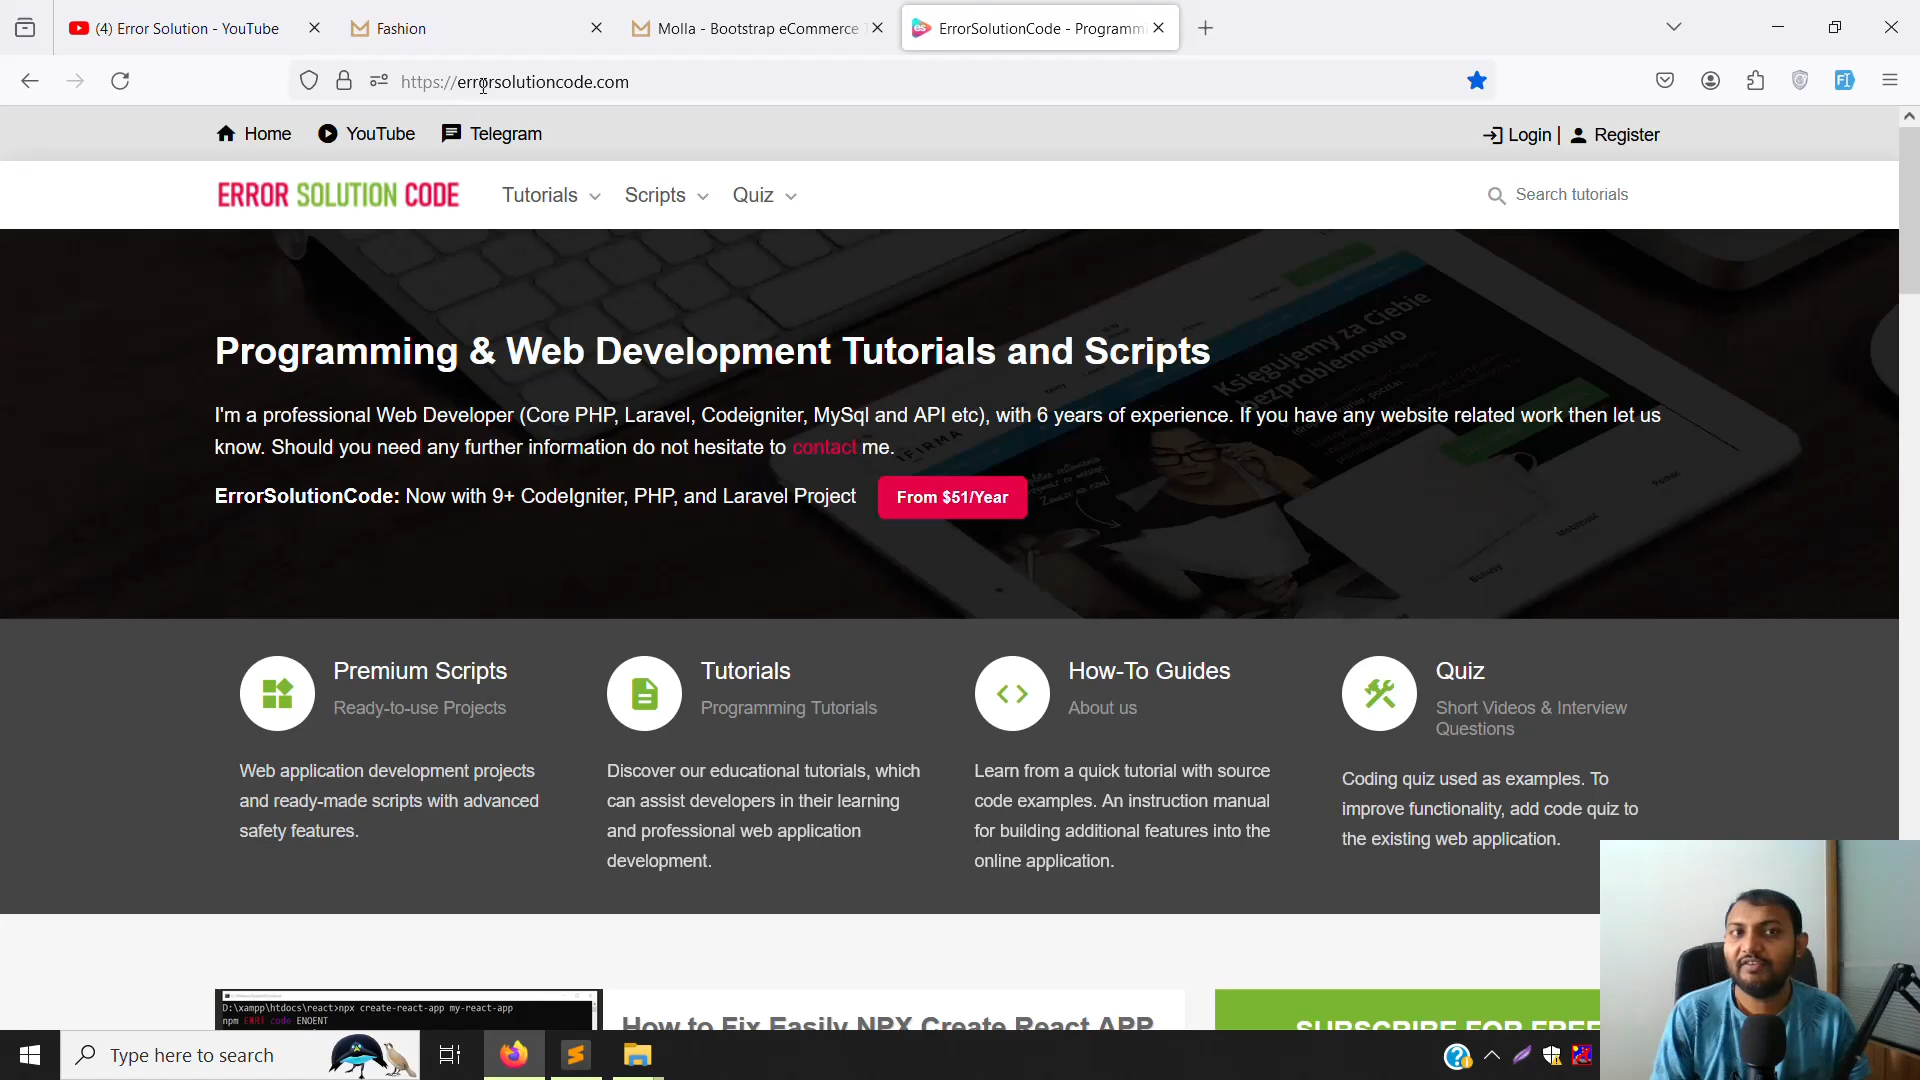 (4) Error Solution - YouTube
Fashion
Molla - Bootstrap eCommerce
ErrorSolutionCode - Programmi
https://errorsolutioncode.com
Home YouTube Telegram
Login | Register
ERROR SOLUTION CODE
Tutorials Scripts Quiz
Search tutorials
Księgujemy za Ciebie
bezproblemowo
Programming & Web Development Tutorials and Scripts
I'm a professional Web Developer (Core PHP, Laravel, Codeigniter, MySql and API etc), with 6 years of experience. If you have any website related work then let us
know. Should you need any further information do not hesitate to contact me.
ErrorSolutionCode: Now with 9+ CodeIgniter, PHP, and Laravel Project
From $51/Year
Premium Scripts
Ready-to-use Projects
Web application development projects
and ready-made scripts with advanced
safety features.
Tutorials
Programming Tutorials
Discover our educational tutorials, which
can assist developers in their learning
and professional web application
development.
How-To Guides
About us
Learn from a quick tutorial with source
code examples. An instruction manual
for building additional features into the
online application.
Quiz
Short Videos & Interview
Questions
Coding quiz used as examples. To
improve functionality, add code quiz to
the existing web application.
D:\xampp\htdocs\react>npx create-react-app my-react-app
npm ERR! code ENOENT
How to Fix Easily NPX Create React APP
SUBSCRIBE FOR FREE
Type here to search